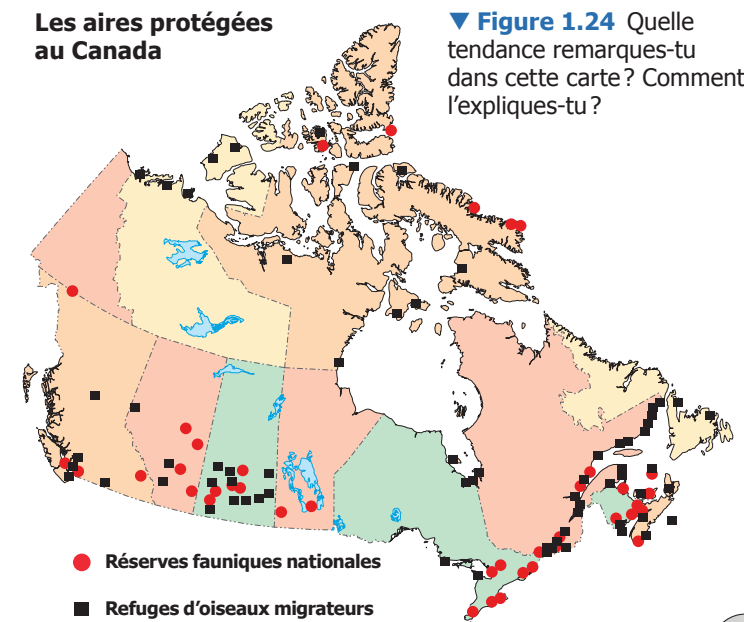 Les aires protégées
au Canada
▼ Figure 1.24 Quelle
tendance remarques-tu
dans cette carte? Comment
l'expliques-tu?
Réserves fauniques nationales
Refuges d'oiseaux migrateurs